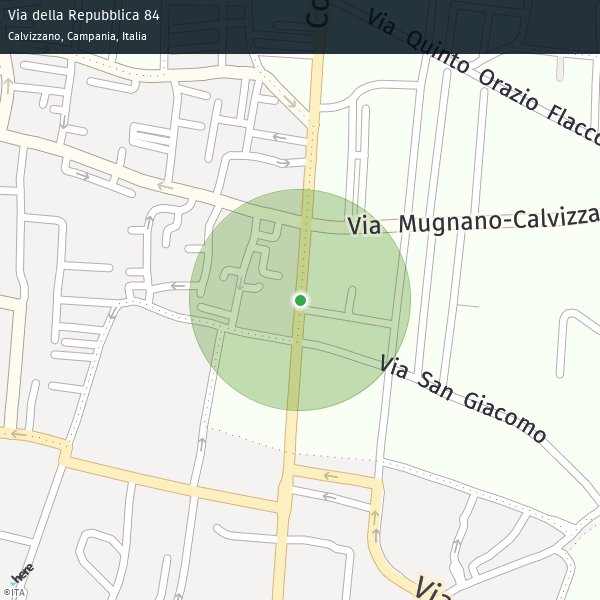 Via della Repubblica 84
Calvizzano, Campania, Italia
Co
Via Quinto Orazio Flacco
Via Mugnano-Calvizza
Via San Giacomo
Via
here
©ITA